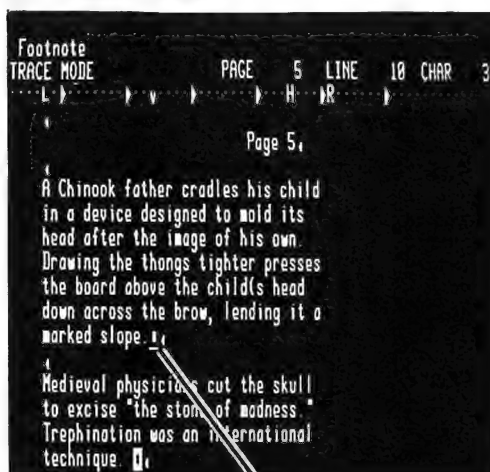 Footnote
TRACE MODE PAGE 5 LINE 10 CHAR 3
L v H R
Page 5
A Chinook father cradles his child
in a device designed to mold its
head after the image of his own.
Drawing the thongs tighter presses
the board above the child(s head
down across the brow, lending it a
marked slope.
Medieval physicians cut the skull
to excise "the stone of madness."
Trephination was an international
technique.